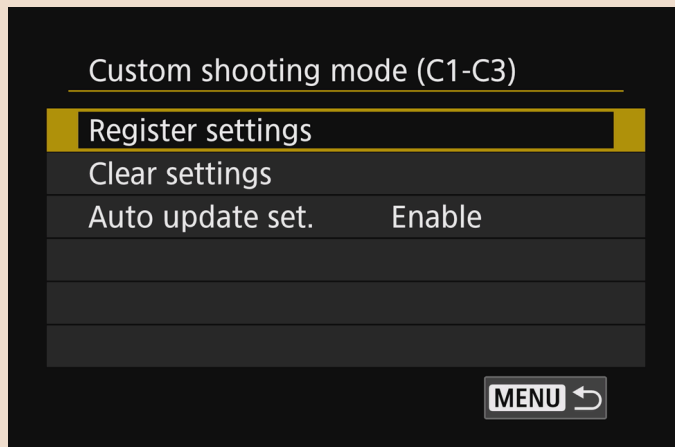 Custom shooting mode (C1-C3)
Register settings
Clear settings
Auto update set. Enable
MENU